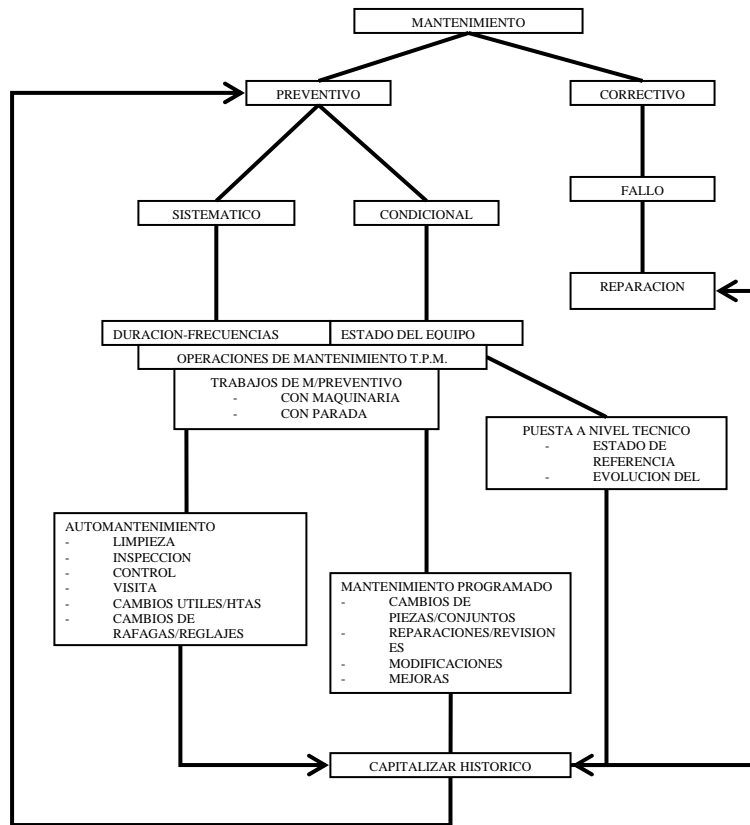 MANTENIMIENTO
PREVENTIVO
CORRECTIVO
FALLO
SISTEMATICO
CONDICIONAL
REPARACION
DURACION-FRECUENCIAS
ESTADO DEL EQUIPO
OPERACIONES DE MANTENIMIENTO T.P.M.
TRABAJOS DE M/PREVENTIVO
- CON MAQUINARIA
- CON PARADA
PUESTA A NIVEL TECNICO
- ESTADO DE
REFERENCIA
- EVOLUCION DEL
AUTOMANTENIMIENTO
- LIMPIEZA
- INSPECCION
- CONTROL
- VISITA
- CAMBIOS UTILES/HTAS
- CAMBIOS DE
RAFAGAS/REGLAJES
MANTENIMIENTO PROGRAMADO
- CAMBIOS DE
PIEZAS/CONJUNTOS
- REPARACIONES/REVISION
ES
- MODIFICACIONES
- MEJORAS
CAPITALIZAR HISTORICO